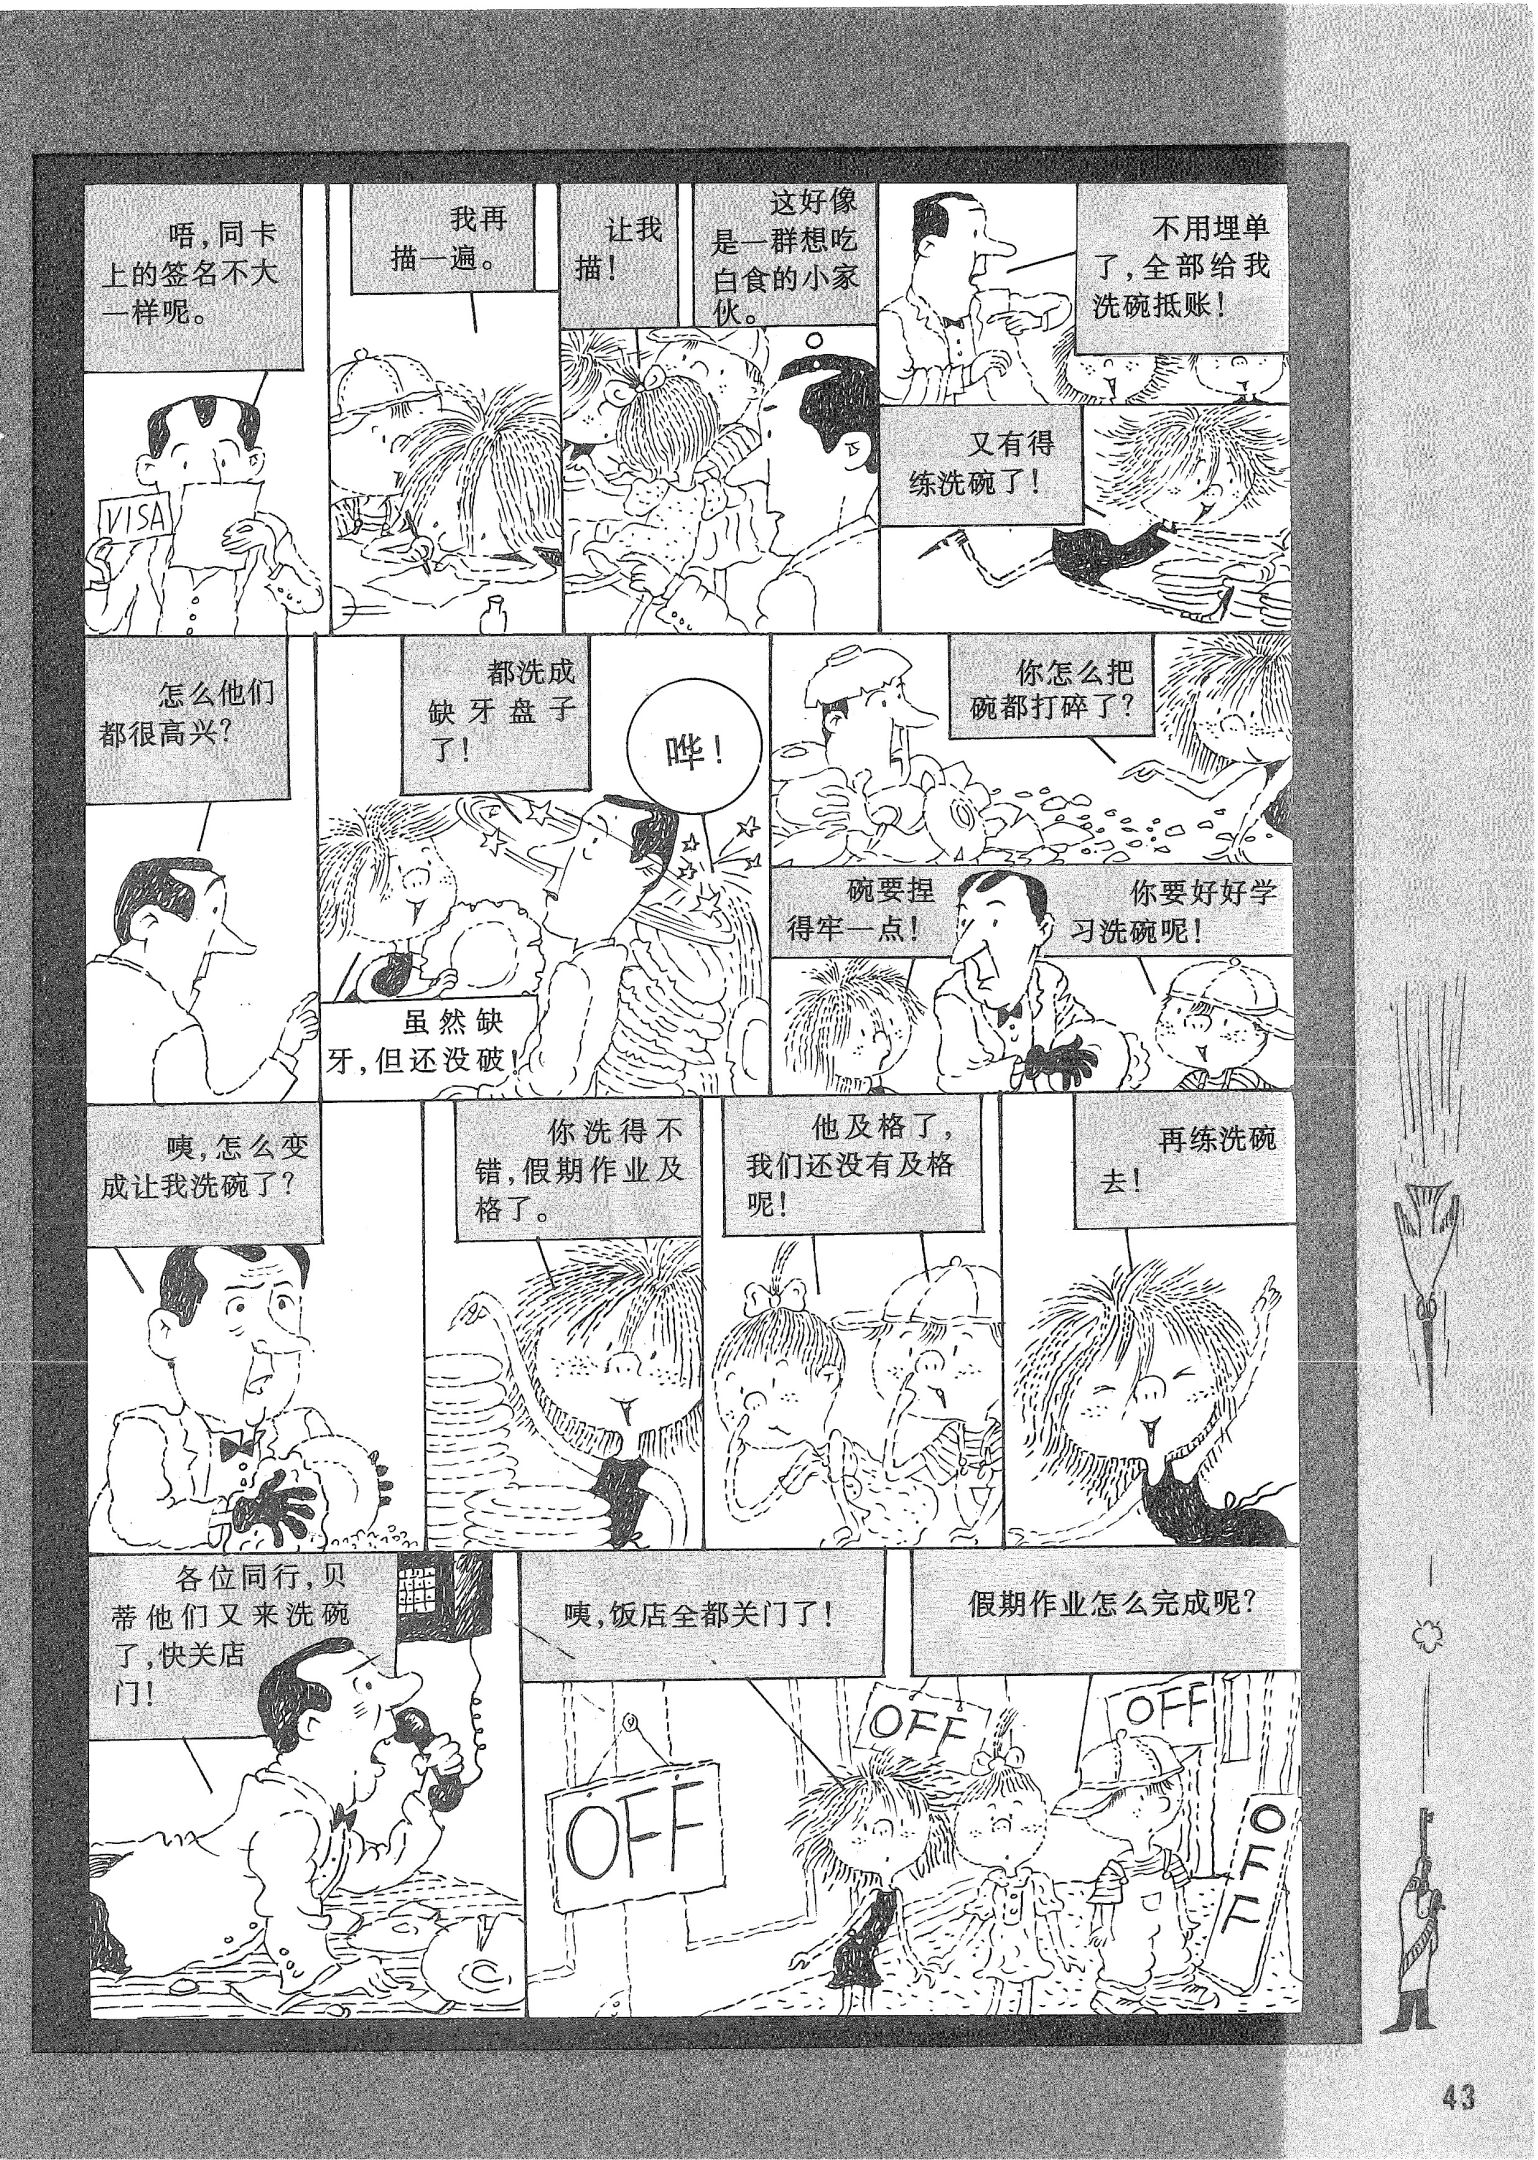 唔,同卡
上的签名不大
一样呢。
VISA
我再
描一遍。
让我
描!
这好像
是一群想吃
白食的小家
伙。
不用埋单
了,全部给我
洗碗抵账!
又有得
练洗碗了!
怎么他们
都很高兴?
都洗成
缺牙盘子
了!
哗!
虽然缺
牙,但还没破!
你怎么把
碗都打碎了?
碗要捏
得牢一点!
你要好好学
习洗碗呢!
咦,怎么变
成让我洗碗了?
你洗得不
错,假期作业及
格了。
他及格了,
我们还没有及格
呢!
再练洗碗
去!
各位同行,贝
蒂他们又来洗碗
了,快关店
门!
咦,饭店全都关门了!
假期作业怎么完成呢?
OFF
OFF
OFF
OFF
43